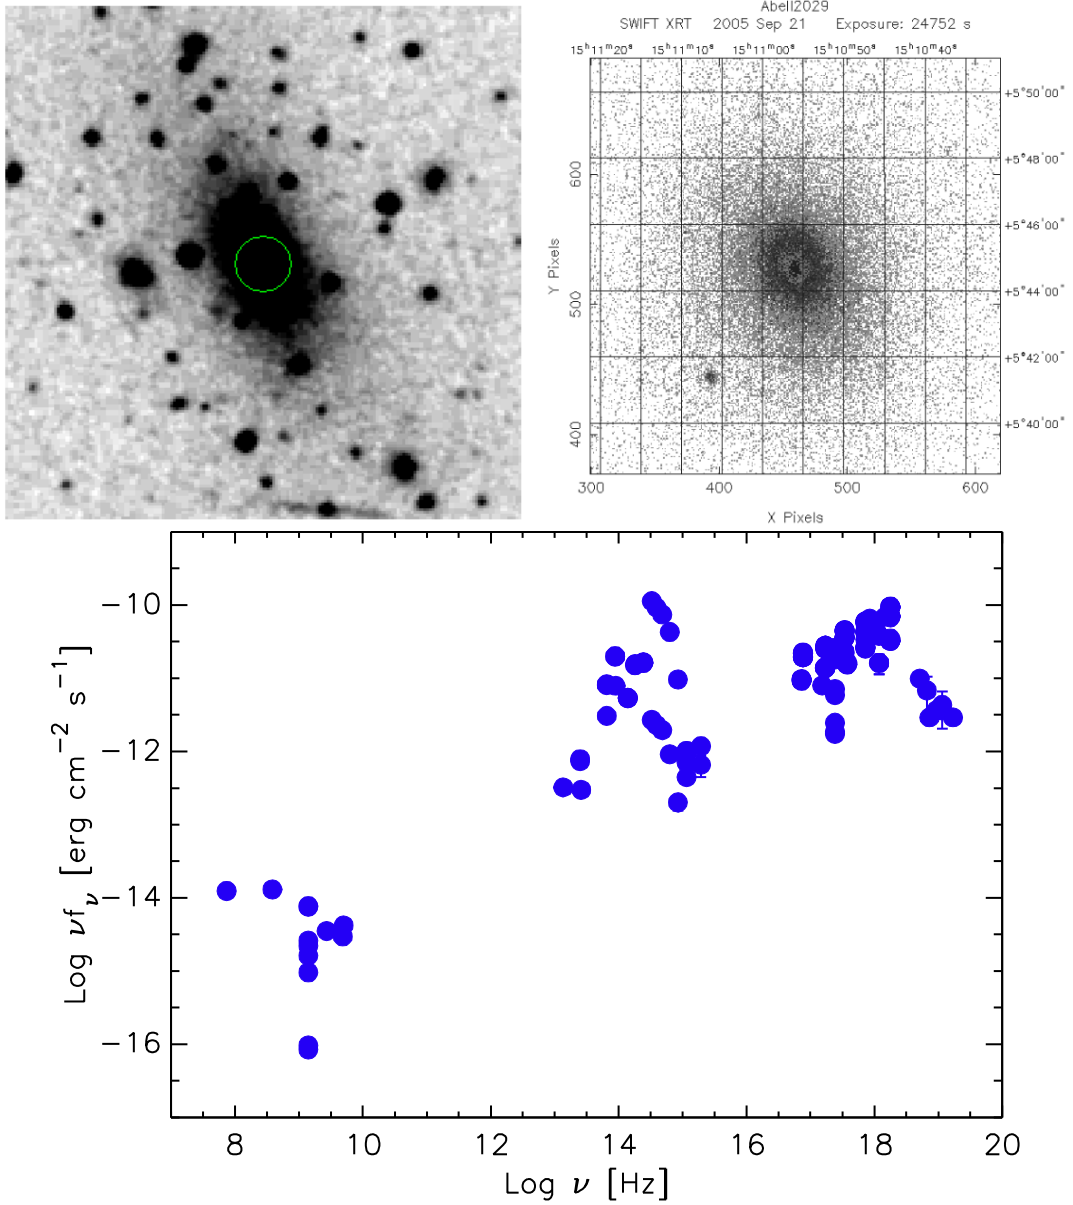 Abell2029
SWIFT XRT 2005 Sep 21 Exposure: 24752 s
15ʰ11ᵐ20ˢ 15ʰ11ᵐ10ˢ 15ʰ11ᵐ00ˢ 15ʰ10ᵐ50ˢ 15ʰ10ᵐ40ˢ
+5°50'00"
+5°48'00"
+5°46'00"
+5°44'00"
+5°42'00"
+5°40'00"
Y Pixels
600
500
400
300 400 500 600
X Pixels
Log νfν [erg cm⁻² s⁻¹]
−10
−12
−14
−16
8 10 12 14 16 18 20
Log ν [Hz]